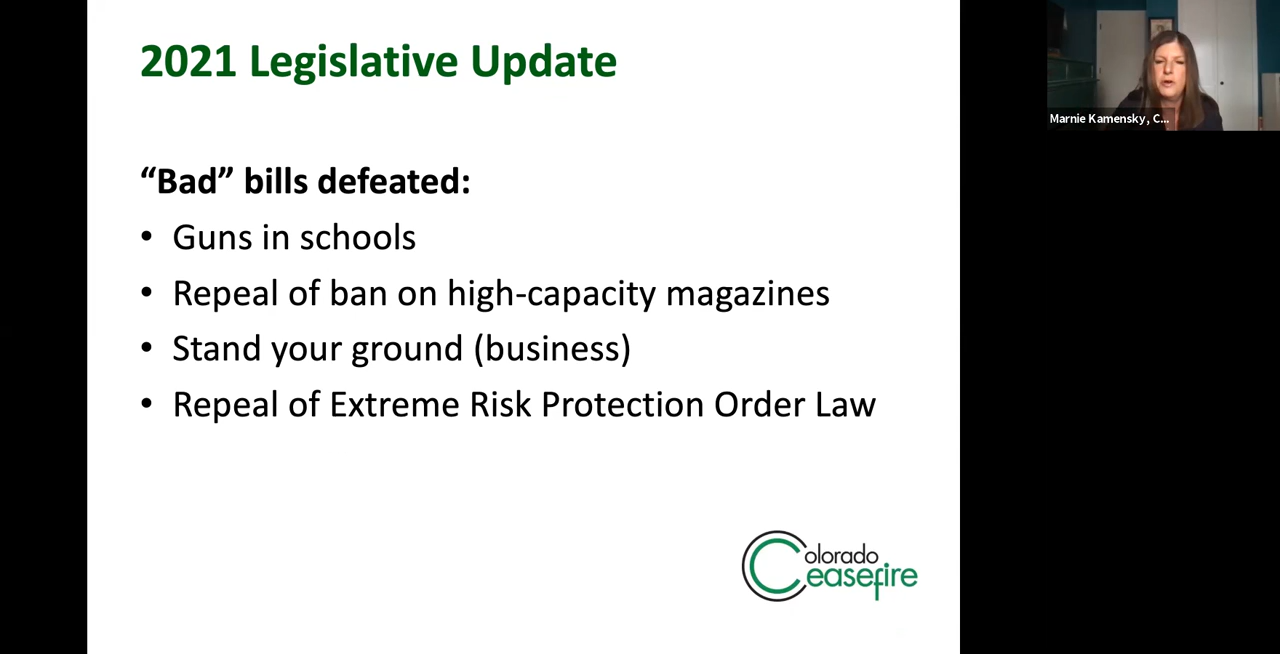 2021 Legislative Update
Marnie Kamensky, C...
“Bad” bills defeated:
• Guns in schools
• Repeal of ban on high-capacity magazines
• Stand your ground (business)
• Repeal of Extreme Risk Protection Order Law
Colorado
Ceasefire